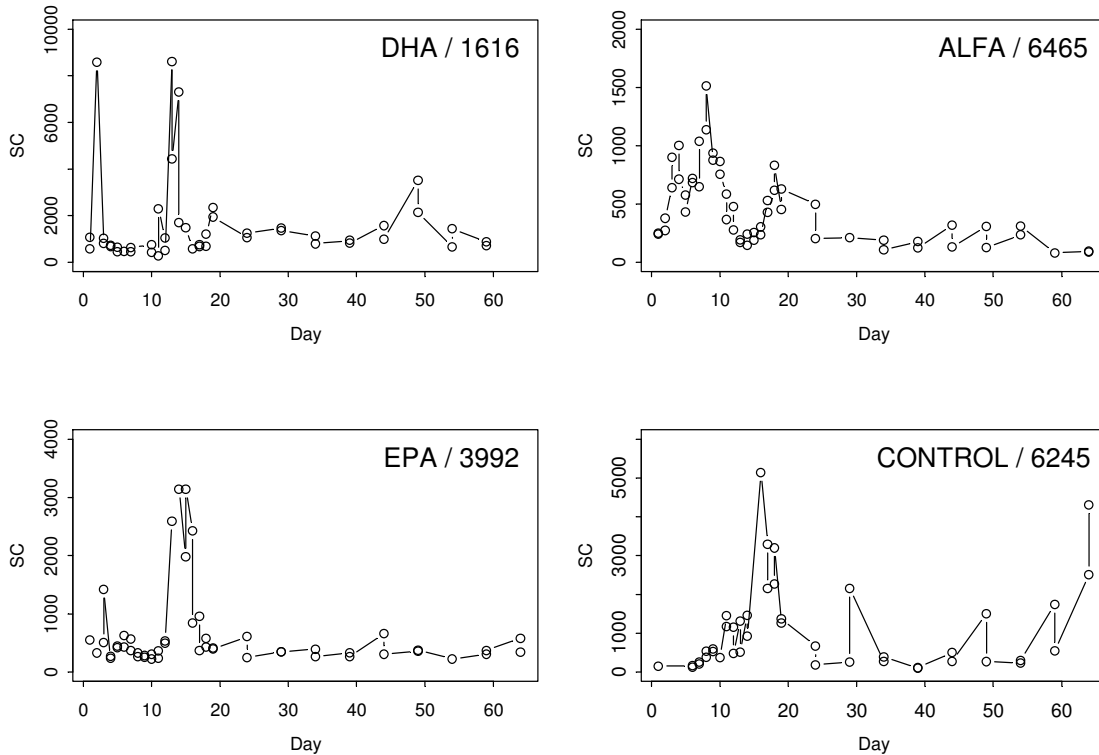 DHA / 1616
SC
0 2000 6000 10000
0 10 20 30 40 50 60
Day
ALFA / 6465
SC
0 500 1000 1500 2000
0 10 20 30 40 50 60
Day
EPA / 3992
SC
0 1000 2000 3000 4000
0 10 20 30 40 50 60
Day
CONTROL / 6245
SC
0 1000 3000 5000
0 10 20 30 40 50 60
Day